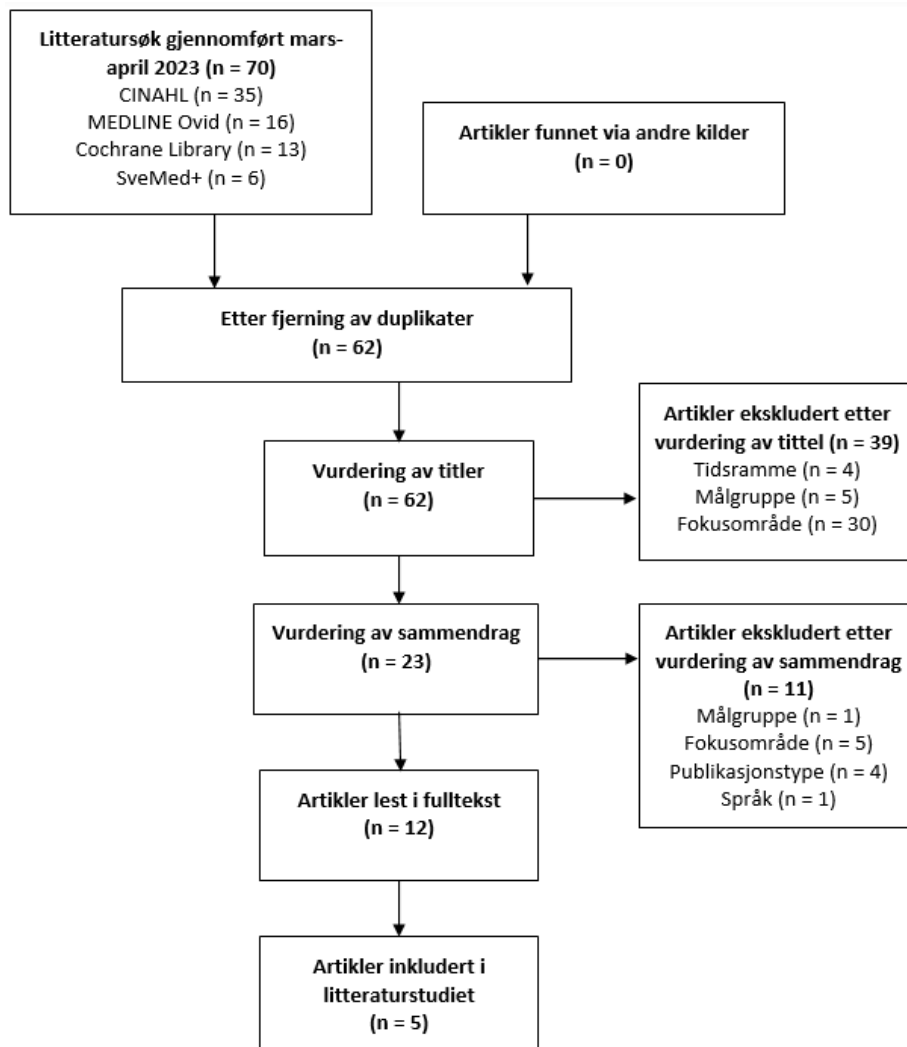 Litteratursøk gjennomført mars-
april 2023 (n = 70)
CINAHL (n = 35)
MEDLINE Ovid (n = 16)
Cochrane Library (n = 13)
SveMed+ (n = 6)
Artikler funnet via andre kilder
(n = 0)
Etter fjerning av duplikater
(n = 62)
Vurdering av titler
(n = 62)
Artikler ekskludert etter
vurdering av tittel (n = 39)
Tidsramme (n = 4)
Målgruppe (n = 5)
Fokusområde (n = 30)
Vurdering av sammendrag
(n = 23)
Artikler ekskludert etter
vurdering av sammendrag
(n = 11)
Målgruppe (n = 1)
Fokusområde (n = 5)
Publikasjonstype (n = 4)
Språk (n = 1)
Artikler lest i fulltekst
(n = 12)
Artikler inkludert i
litteraturstudiet
(n = 5)